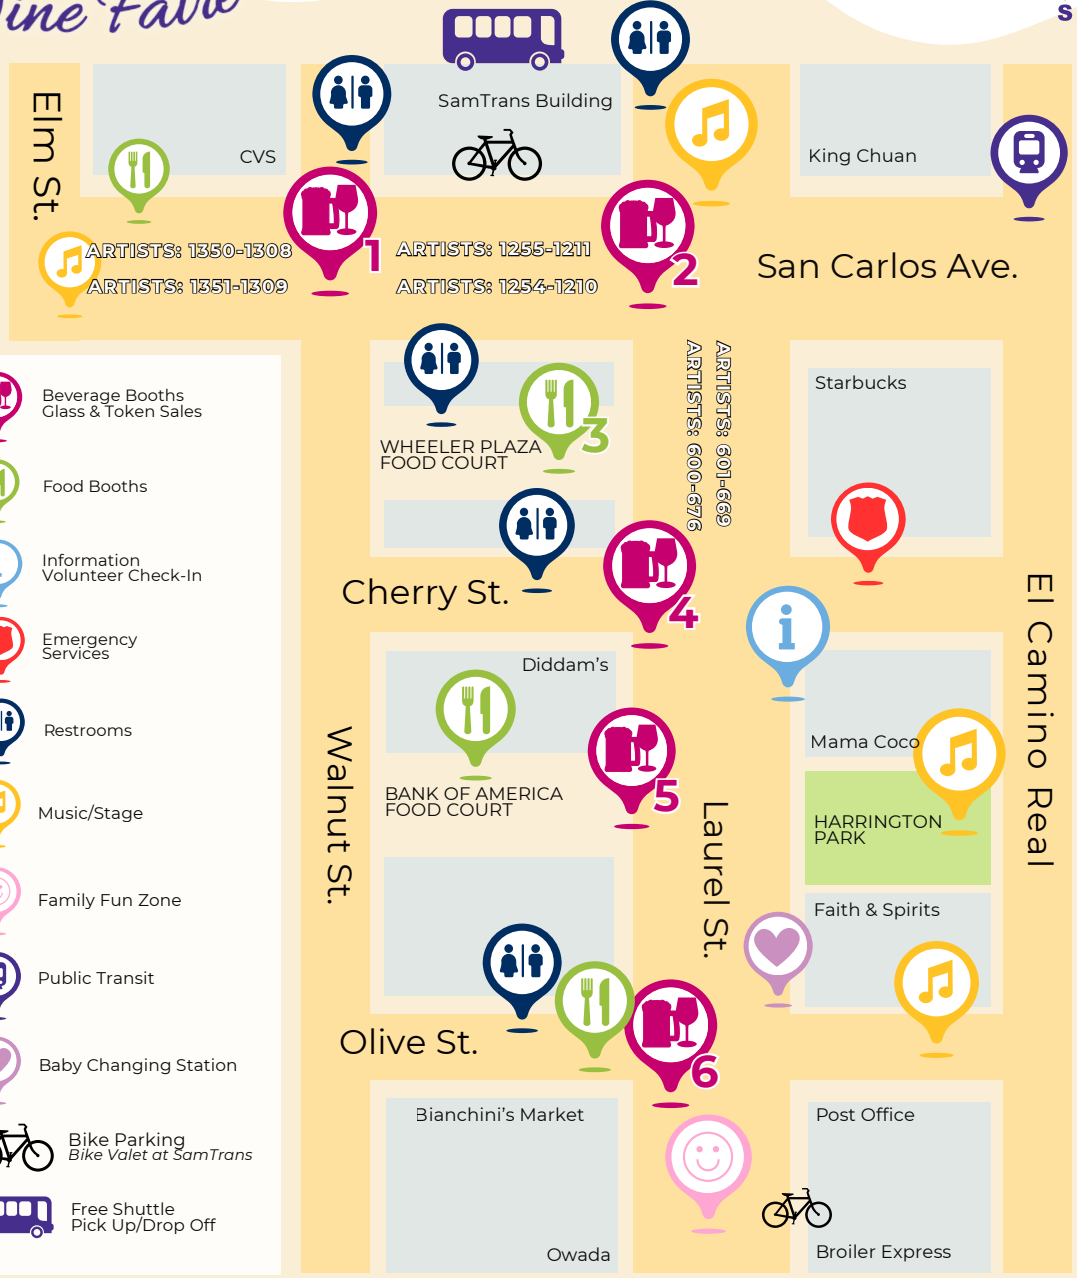 Elm St.
SamTrans Building
CVS
King Chuan
ARTISTS: 1350-1308
ARTISTS: 1351-1309
1
ARTISTS: 1255-1211
ARTISTS: 1254-1210
2
San Carlos Ave.
ARTISTS: 601-669
ARTISTS: 600-676
Starbucks
3
WHEELER PLAZA
FOOD COURT
Cherry St.
4
El Camino Real
Diddam's
Mama Coco
BANK OF AMERICA
FOOD COURT
5
Walnut St.
Laurel St.
HARRINGTON
PARK
Faith & Spirits
Olive St.
6
Bianchini's Market
Post Office
Owada
Broiler Express
Beverage Booths
Glass & Token Sales
Food Booths
Information
Volunteer Check-In
Emergency
Services
Restrooms
Music/Stage
Family Fun Zone
Public Transit
Baby Changing Station
Bike Parking
Bike Valet at SamTrans
Free Shuttle
Pick Up/Drop Off